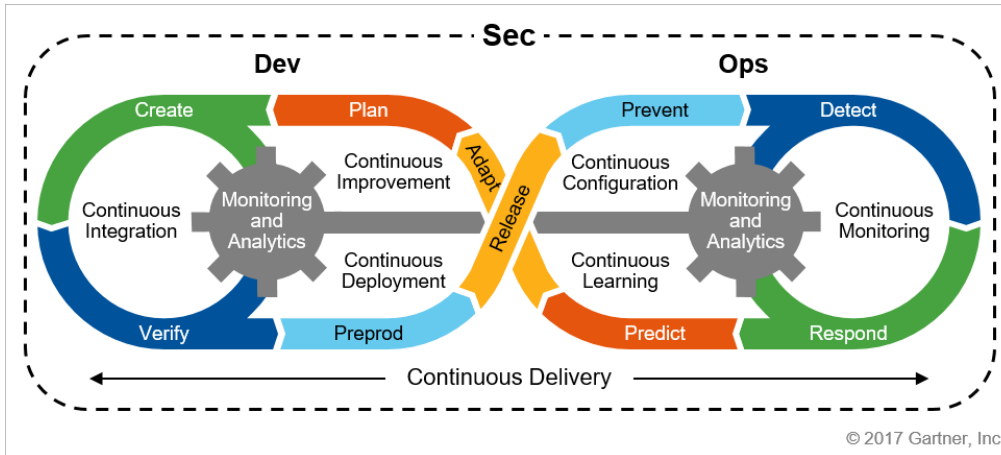 Sec
Dev
Ops
Create
Plan
Adapt
Release
Prevent
Detect
Continuous
Improvement
Continuous
Configuration
Continuous
Integration
Monitoring
and
Analytics
Monitoring
and
Analytics
Continuous
Monitoring
Continuous
Deployment
Continuous
Learning
Verify
Preprod
Predict
Respond
Continuous Delivery
© 2017 Gartner, Inc